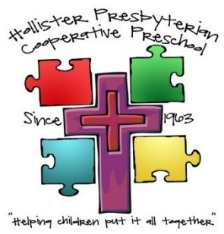 Hollister Presbyterian
Cooperative Preschool
Since 1963
"Helping children put it all together"